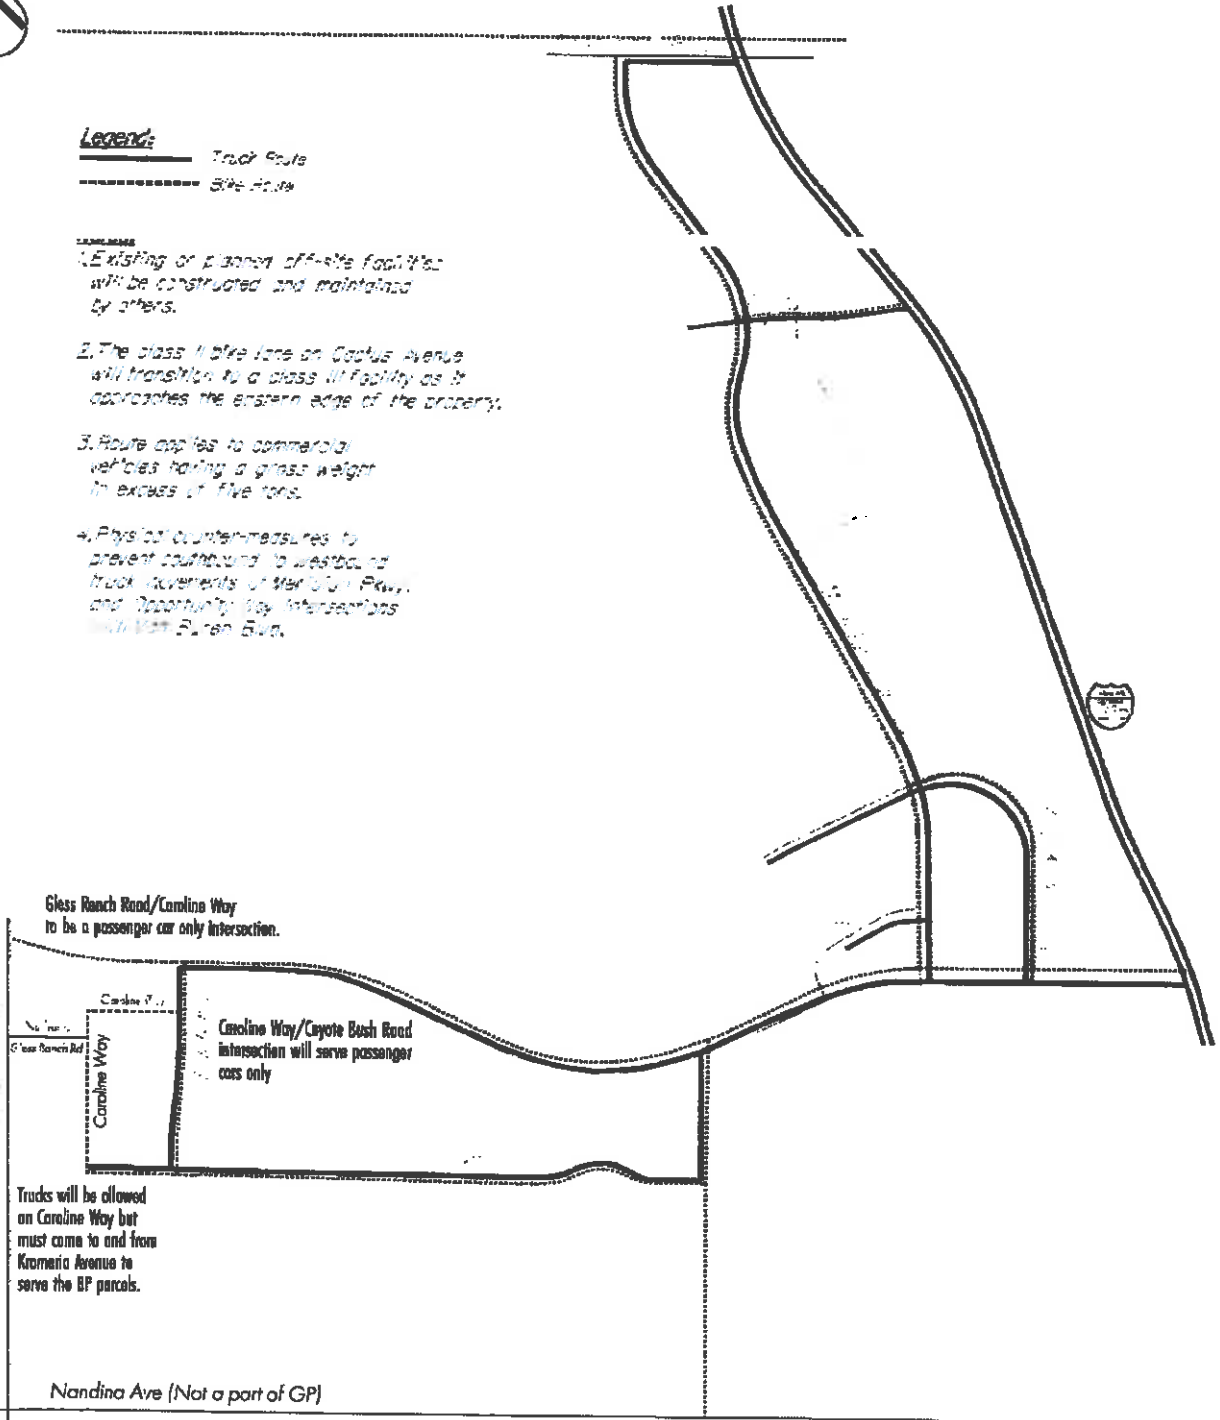 Legend:
Truck Route
Bike Route
1. Existing or planned off-site facilities
will be constructed and maintained
by others.
2. The class II bike lane on Cactus Avenue
will transition to a class III facility as it
approaches the eastern edge of the property.
3. Route applies to commercial
vehicles having a gross weight
in excess of five tons.
4. Physical counter-measures to
prevent southbound to westbound
truck movements at Meridian Pkwy.
and Opportunity Way intersections
with Van Buren Blvd.
Gless Ranch Road/Caroline Way
to be a passenger car only intersection.
Caroline
Gless Ranch Rd
Caroline Way
Caroline Way/Coyote Bush Road
intersection will serve passenger
cars only
Trucks will be allowed
on Caroline Way but
must come to and from
Krameria Avenue to
serve the BP parcels.
Nandina Ave (Not a part of GP)